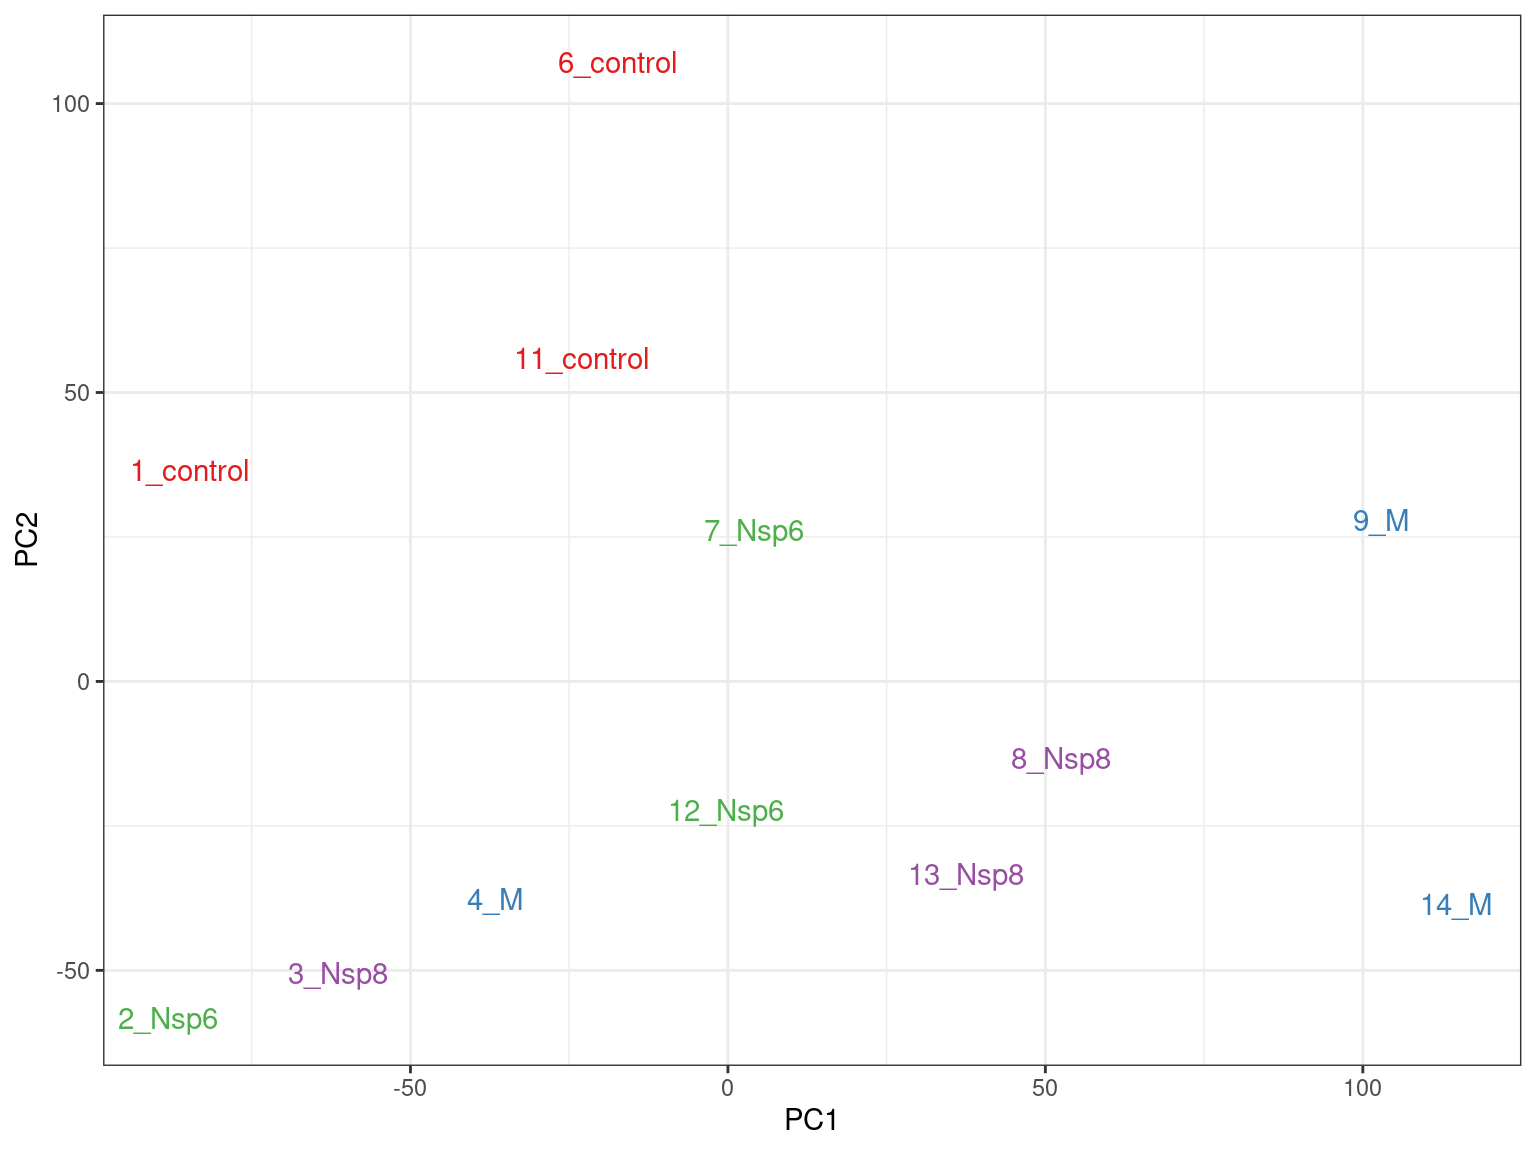 6_control
100
11_control
50
1_control
9_M
7_Nsp6
PC2
0
8_Nsp8
12_Nsp6
13_Nsp8
4_M
14_M
-50
3_Nsp8
2_Nsp6
-50
0
50
100
PC1